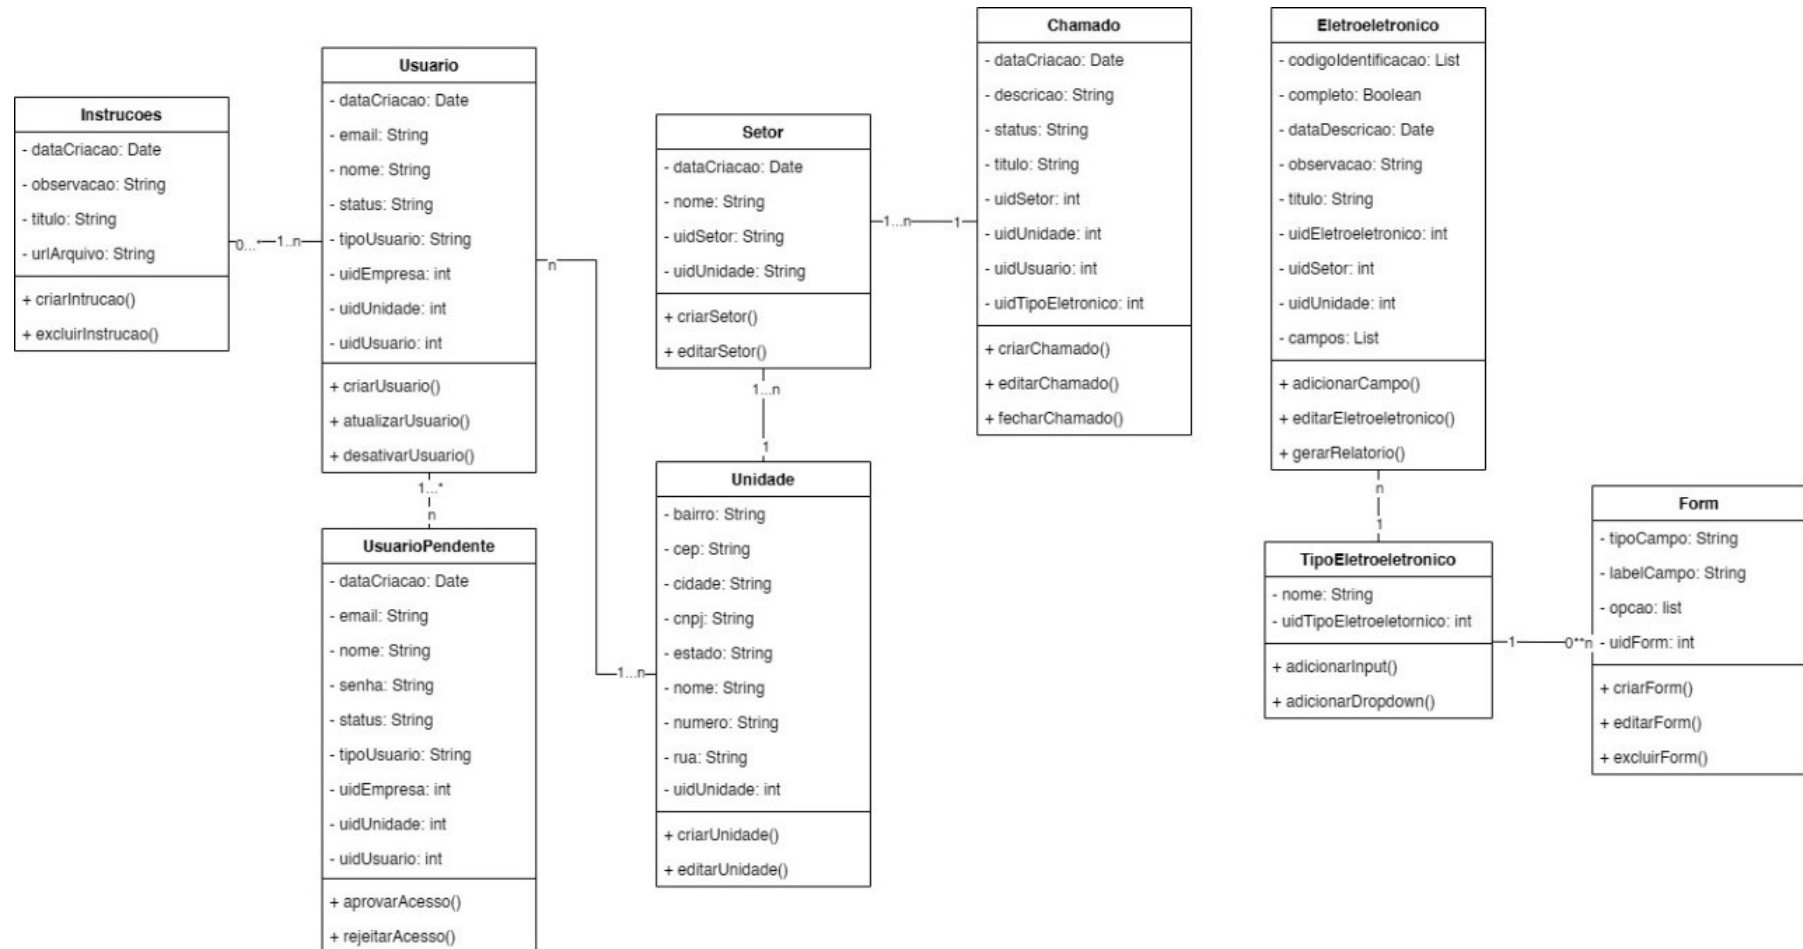 Instrucoes
- dataCriacao: Date
- observacao: String
- titulo: String
- urlArquivo: String
+ criarIntrucao()
+ excluirInstrucao()
0...*
1..n
Usuario
- dataCriacao: Date
- email: String
- nome: String
- status: String
- tipoUsuario: String
- uidEmpresa: int
- uidUnidade: int
- uidUsuario: int
+ criarUsuario()
+ atualizarUsuario()
+ desativarUsuario()
1...*
n
UsuarioPendente
- dataCriacao: Date
- email: String
- nome: String
- senha: String
- status: String
- tipoUsuario: String
- uidEmpresa: int
- uidUnidade: int
- uidUsuario: int
+ aprovarAcesso()
+ rejeitarAcesso()
n
1...n
Setor
- dataCriacao: Date
- nome: String
- uidSetor: String
- uidUnidade: String
+ criarSetor()
+ editarSetor()
1...n
1
Unidade
- bairro: String
- cep: String
- cidade: String
- cnpj: String
- estado: String
- nome: String
- numero: String
- rua: String
- uidUnidade: int
+ criarUnidade()
+ editarUnidade()
1...n
1
Chamado
- dataCriacao: Date
- descricao: String
- status: String
- titulo: String
- uidSetor: int
- uidUnidade: int
- uidUsuario: int
- uidTipoEletronico: int
+ criarChamado()
+ editarChamado()
+ fecharChamado()
Eletroeletronico
- codigoIdentificacao: List
- completo: Boolean
- dataDescricao: Date
- observacao: String
- titulo: String
- uidEletroeletronico: int
- uidSetor: int
- uidUnidade: int
- campos: List
+ adicionarCampo()
+ editarEletroeletronico()
+ gerarRelatorio()
n
1
TipoEletroeletronico
- nome: String
- uidTipoEletroeletornico: int
+ adicionarInput()
+ adicionarDropdown()
1
0**n
Form
- tipoCampo: String
- labelCampo: String
- opcao: list
- uidForm: int
+ criarForm()
+ editarForm()
+ excluirForm()